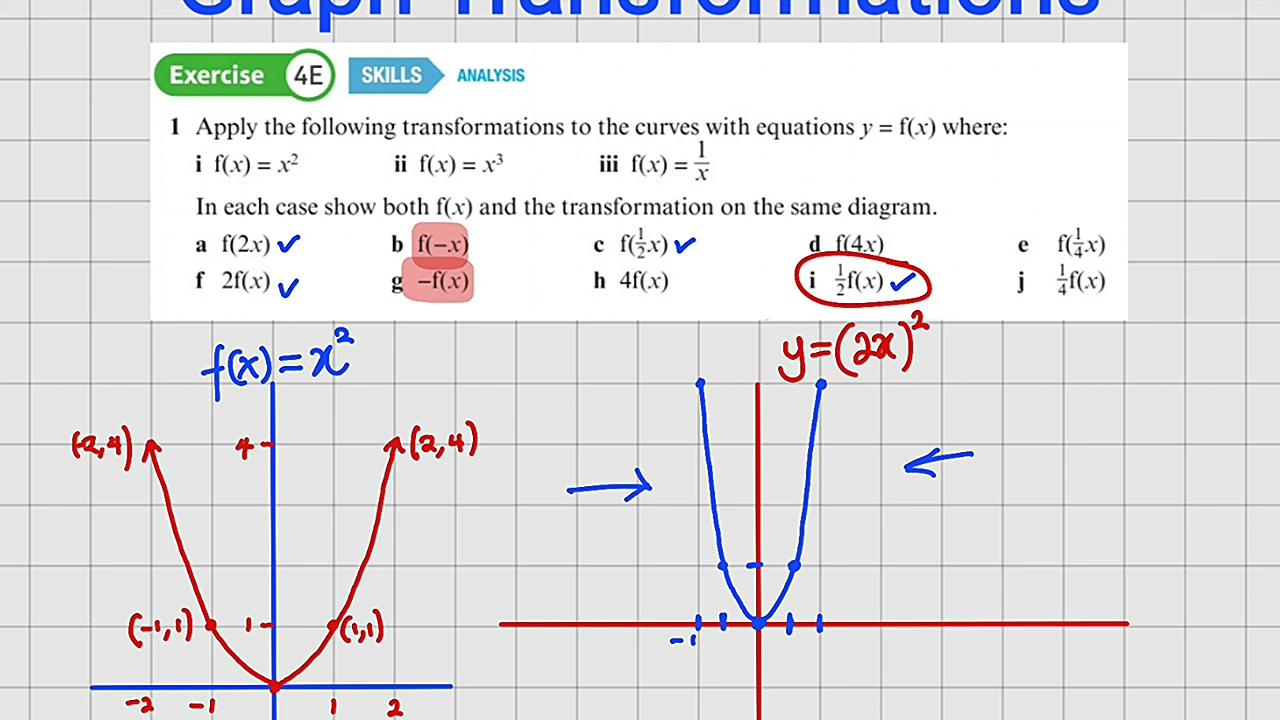 Graph Transformations
Exercise 4E SKILLS ANALYSIS
1 Apply the following transformations to the curves with equations y = f(x) where:
i f(x) = x² ii f(x) = x³ iii f(x) = 1/x
In each case show both f(x) and the transformation on the same diagram.
a f(2x) ✓ b f(−x) c f(½x) ✓ d f(4x) e f(¼x)
f 2f(x) ✓ g −f(x) h 4f(x) i ½f(x) ✓ j ¼f(x)
f(x) = x²
y = (2x)²
(-2,4) 4 (2,4)
(-1,1) 1 (1,1)
-1
-2 -1 1 2